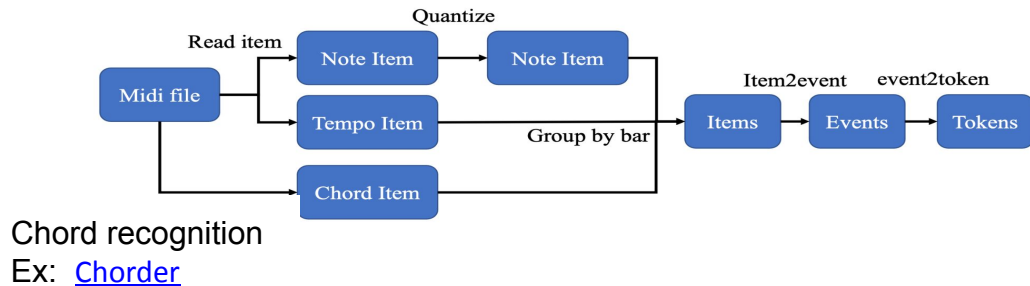 Quantize
Read item
Note Item
Note Item
Item2event
event2token
Midi file
Tempo Item
Group by bar
Items
Events
Tokens
Chord Item
Chord recognition
Ex: Chorder